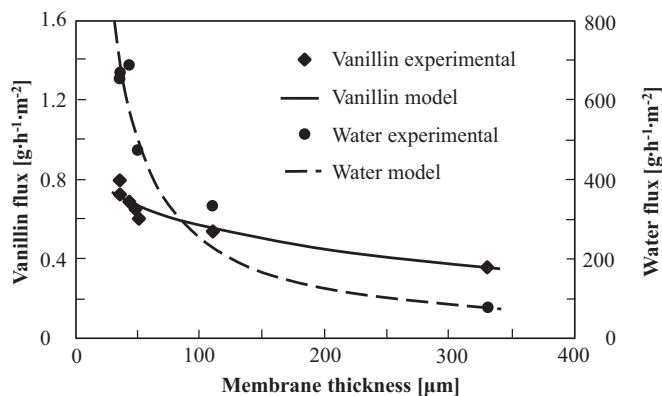 1.6
1.2
0.8
0.4
0
800
600
400
200
0
0
100
200
300
400
Vanillin flux [g·h⁻¹·m⁻²]
Water flux [g·h⁻¹·m⁻²]
Membrane thickness [µm]
Vanillin experimental
Vanillin model
Water experimental
Water model